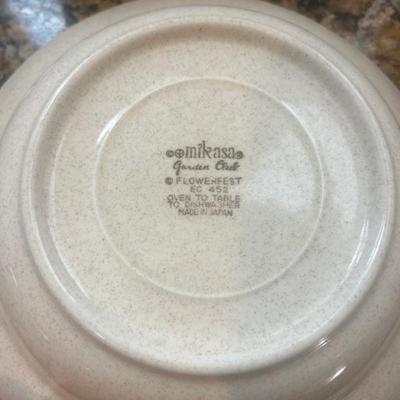 mikasa®
Garden Club
© FLOWERFEST
EC 452
OVEN TO TABLE
TO DISHWASHER
MADE IN JAPAN